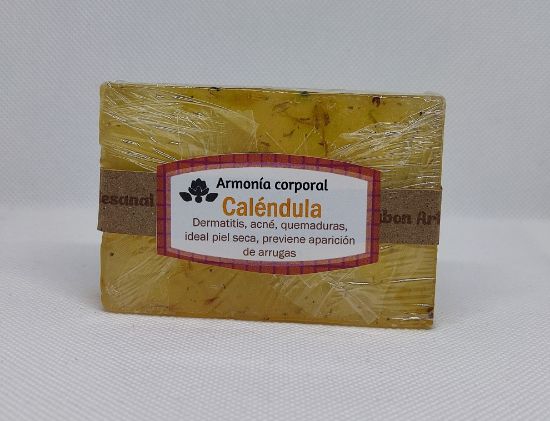 Armonía corporal
Caléndula
Dermatitis, acné, quemaduras,
ideal piel seca, previene aparición
de arrugas